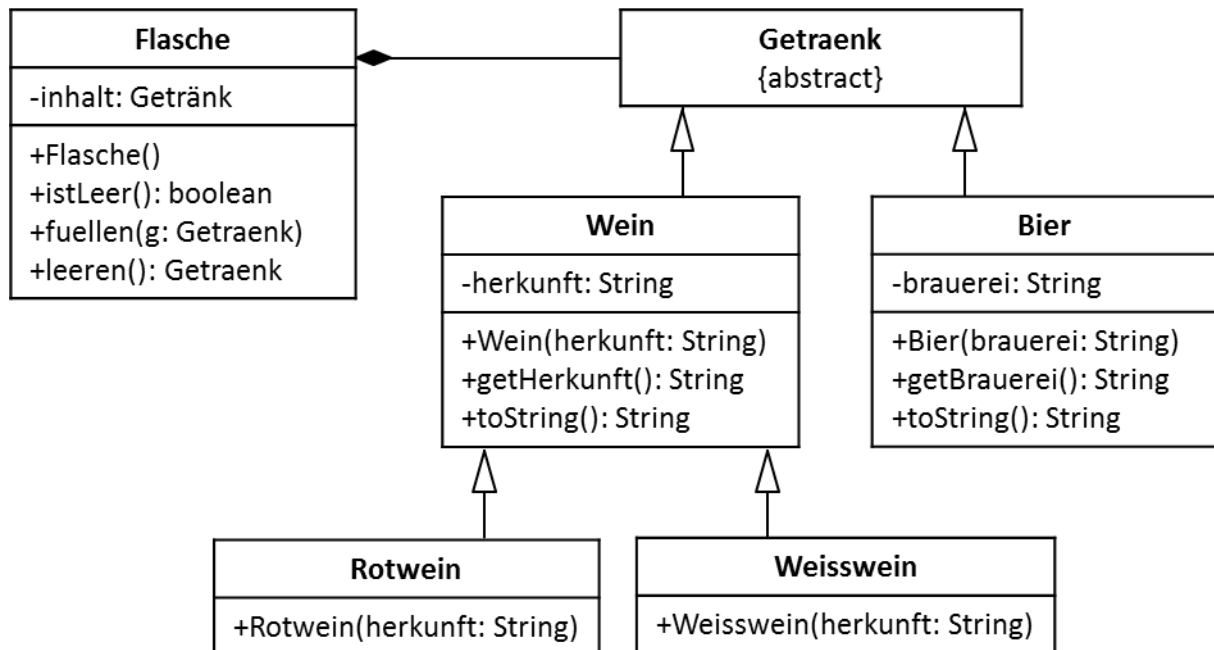 Flasche
-inhalt: Getränk
+Flasche()
+istLeer(): boolean
+fuellen(g: Getraenk)
+leeren(): Getraenk
Getraenk
{abstract}
Wein
-herkunft: String
+Wein(herkunft: String)
+getHerkunft(): String
+toString(): String
Bier
-brauerei: String
+Bier(brauerei: String)
+getBrauerei(): String
+toString(): String
Rotwein
+Rotwein(herkunft: String)
Weisswein
+Weisswein(herkunft: String)